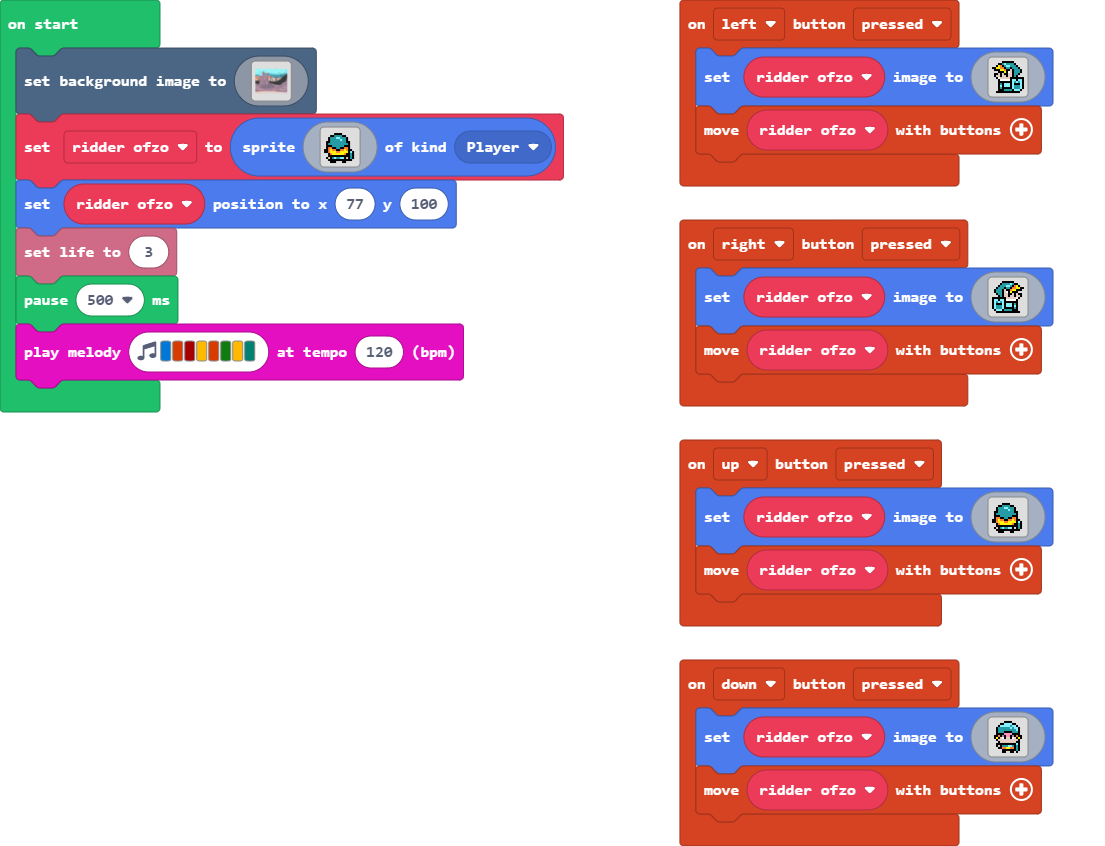 on start
set background image to
set ridder ofzo to sprite of kind Player
set ridder ofzo position to x 77 y 100
set life to 3
pause 500 ms
play melody at tempo 120 (bpm)
on left button pressed
set ridder ofzo image to
move ridder ofzo with buttons
on right button pressed
set ridder ofzo image to
move ridder ofzo with buttons
on up button pressed
set ridder ofzo image to
move ridder ofzo with buttons
on down button pressed
set ridder ofzo image to
move ridder ofzo with buttons